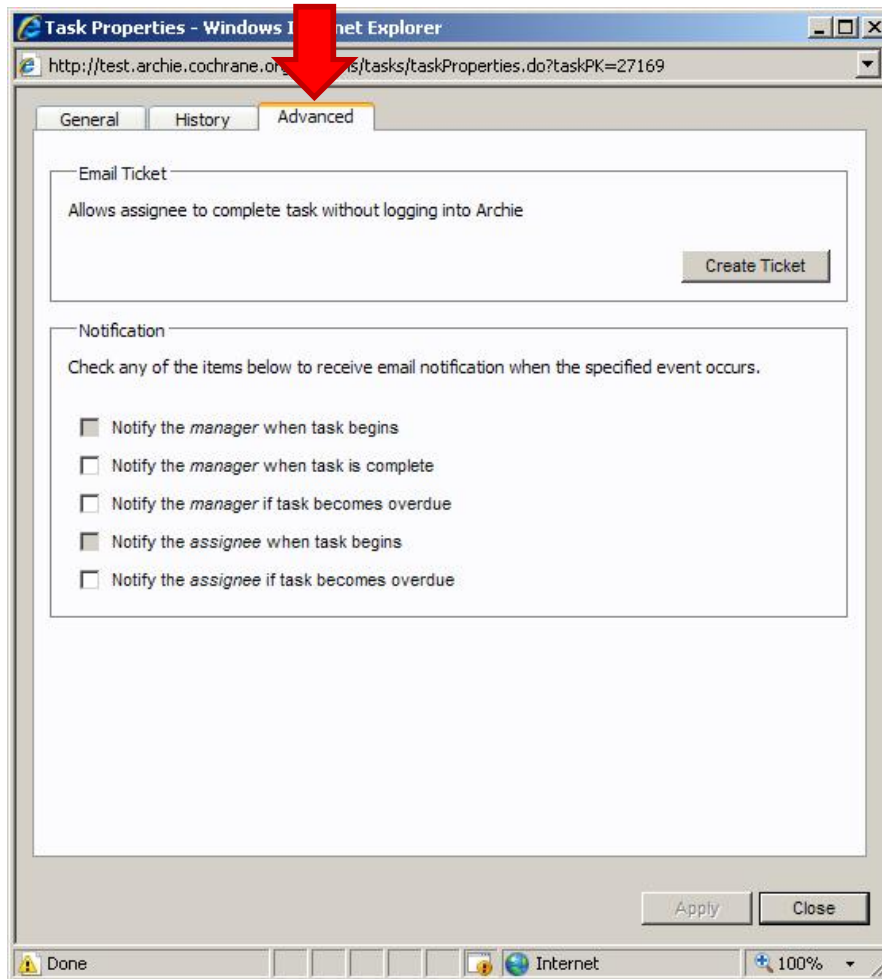 Task Properties - Windows I net Explorer
http://test.archie.cochrane.or s/tasks/taskProperties.do?taskPK=27169
General History Advanced
Email Ticket
Allows assignee to complete task without logging into Archie
Create Ticket
Notification
Check any of the items below to receive email notification when the specified event occurs.
Notify the manager when task begins
Notify the manager when task is complete
Notify the manager if task becomes overdue
Notify the assignee when task begins
Notify the assignee if task becomes overdue
Apply Close
Done Internet 100%